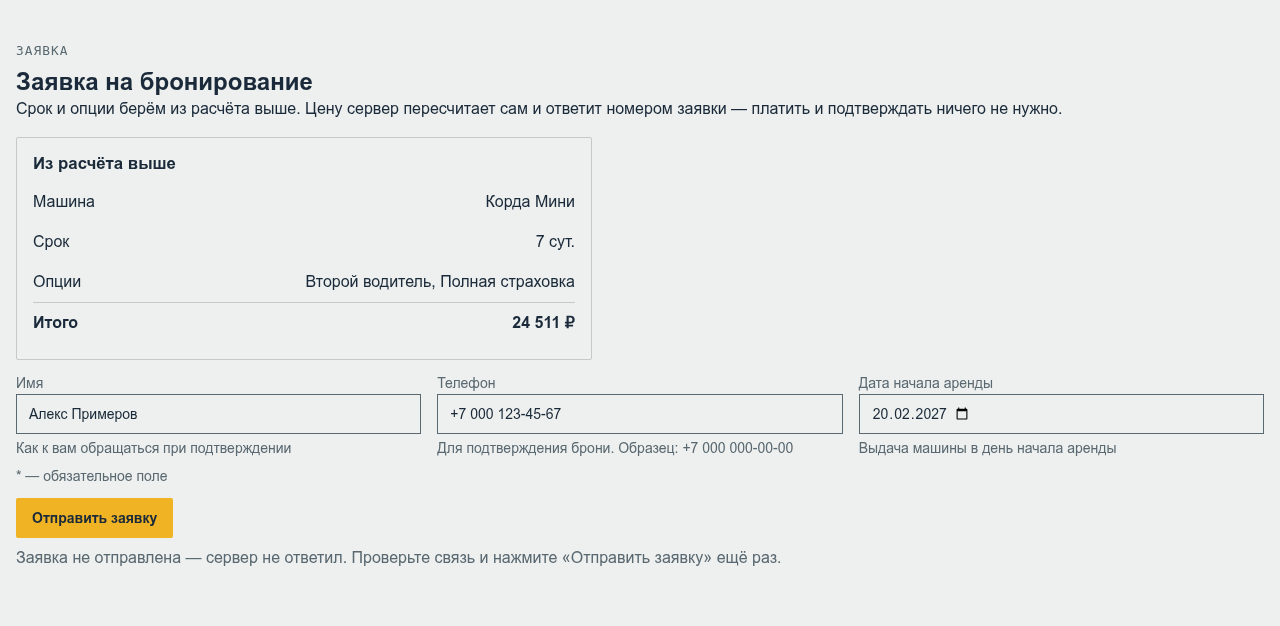 ЗАЯВКА
Заявка на бронирование
Срок и опции берём из расчёта выше. Цену сервер пересчитает сам и ответит номером заявки — платить и подтверждать ничего не нужно.
Из расчёта выше
Машина Корда Мини
Срок 7 сут.
Опции Второй водитель, Полная страховка
Итого 24 511 ₽
Имя Телефон Дата начала аренды
Алекс Примеров +7 000 123-45-67 20.02.2027
Как к вам обращаться при подтверждении Для подтверждения брони. Образец: +7 000 000-00-00 Выдача машины в день начала аренды
* — обязательное поле
Отправить заявку
Заявка не отправлена — сервер не ответил. Проверьте связь и нажмите «Отправить заявку» ещё раз.